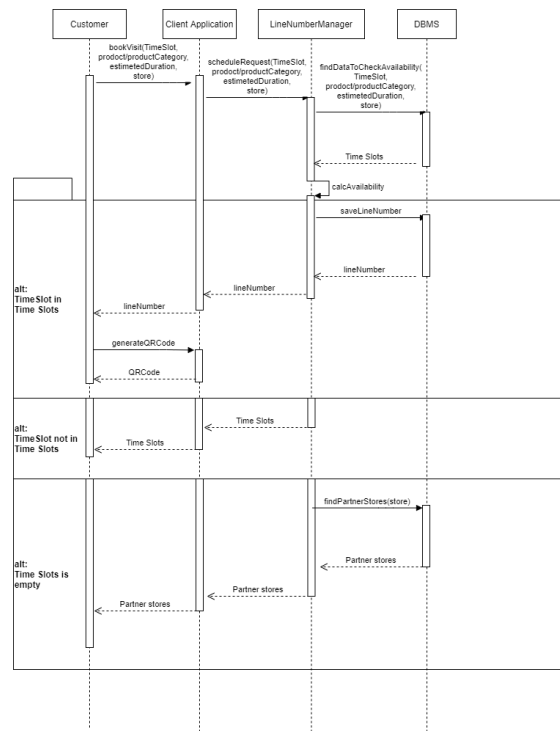 Customer
Client Application
LineNumberManager
DBMS
bookVisit(TimeSlot,
prodoct/productCategory,
estimetedDuration,
store)
scheduleRequest(TimeSlot,
prodoct/productCategory,
estimetedDuration,
store)
findDataToCheckAvailability(
TimeSlot,
prodoct/productCategory,
estimetedDuration,
store)
Time Slots
calcAvailability
saveLineNumber
lineNumber
lineNumber
lineNumber
alt:
TimeSlot in
Time Slots
generateQRCode
QRCode
alt:
TimeSlot not in
Time Slots
Time Slots
Time Slots
findPartnerStores(store)
alt:
Time Slots is
empty
Partner stores
Partner stores
Partner stores